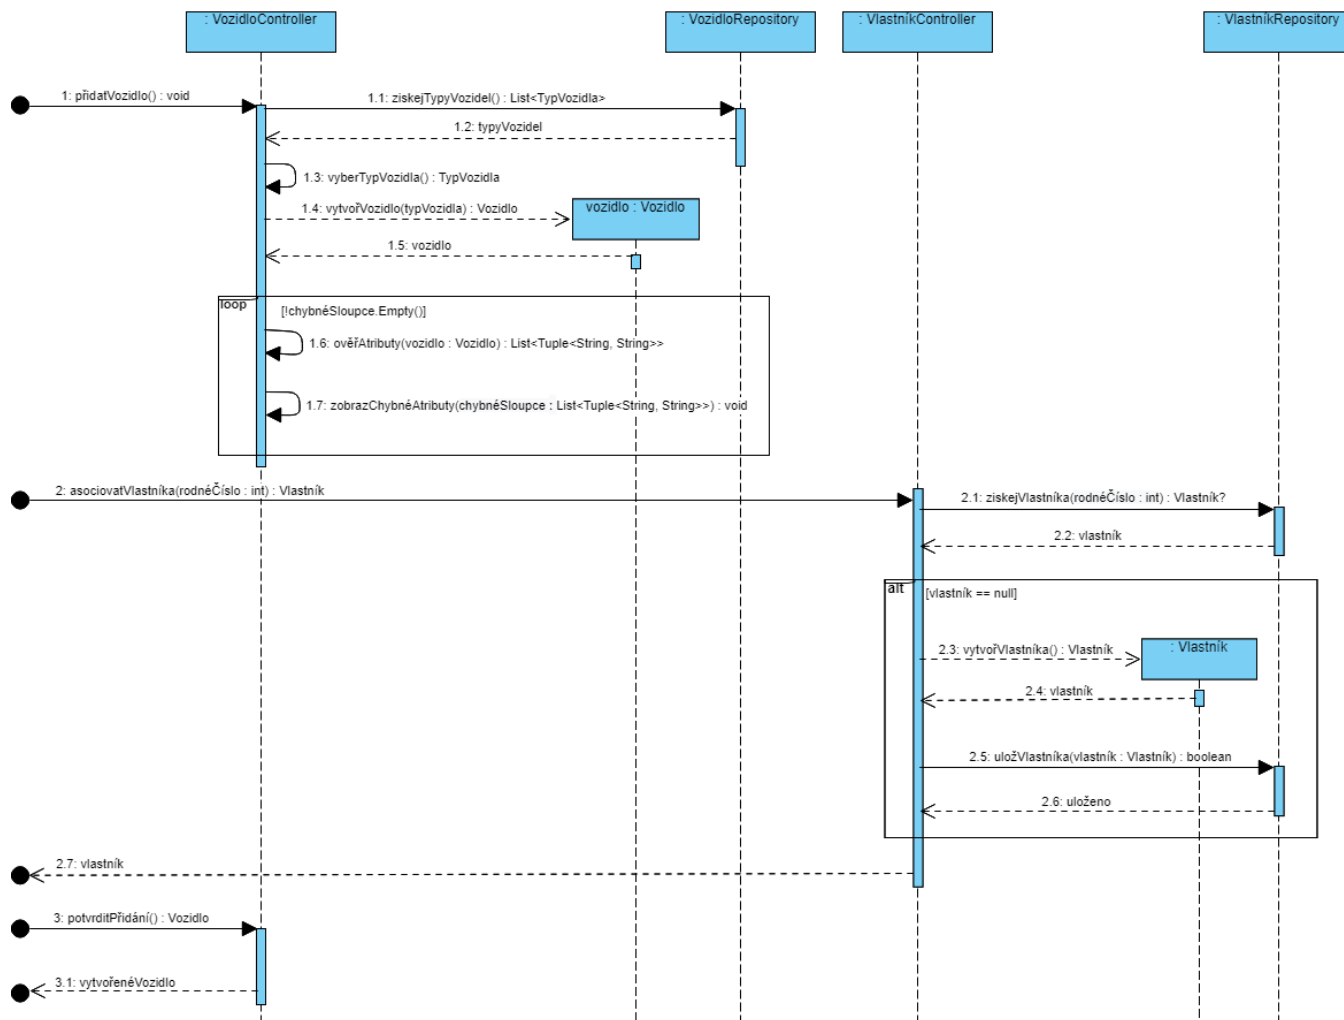 : VozidloController
: VozidloRepository
: VlastníkController
: VlastníkRepository
1: přidatVozidlo() : void
1.1: ziskejTypyVozidel() : List<TypVozidla>
1.2: typyVozidel
1.3: vyberTypVozidla() : TypVozidla
1.4: vytvořVozidlo(typVozidla) : Vozidlo
vozidlo : Vozidlo
1.5: vozidlo
loop
[!chybnéSloupce.Empty()]
1.6: ověřAtributy(vozidlo : Vozidlo) : List<Tuple<String, String>>
1.7: zobrazChybnéAtributy(chybnéSloupce : List<Tuple<String, String>>) : void
2: asociovatVlastníka(rodnéČíslo : int) : Vlastník
2.1: ziskejVlastníka(rodnéČíslo : int) : Vlastník?
2.2: vlastník
alt
[vlastník == null]
2.3: vytvořVlastníka() : Vlastník
: Vlastník
2.4: vlastník
2.5: uložVlastníka(vlastník : Vlastník) : boolean
2.6: uloženo
2.7: vlastník
3: potvrditPřidání() : Vozidlo
3.1: vytvořenéVozidlo